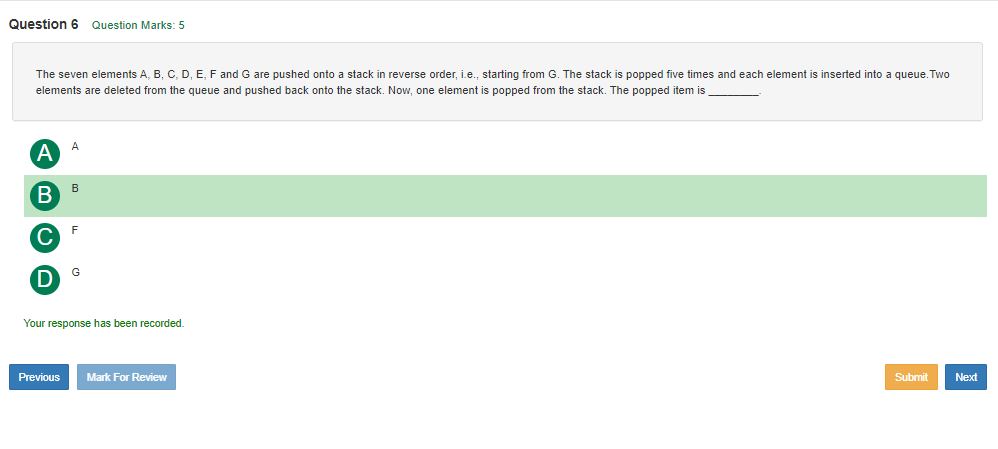 Question 6 Question Marks: 5
The seven elements A, B, C, D, E, F and G are pushed onto a stack in reverse order, i.e., starting from G. The stack is popped five times and each element is inserted into a queue.Two
elements are deleted from the queue and pushed back onto the stack. Now, one element is popped from the stack. The popped item is ________.
A A
B B
C F
D G
Your response has been recorded.
Previous Mark For Review Submit Next